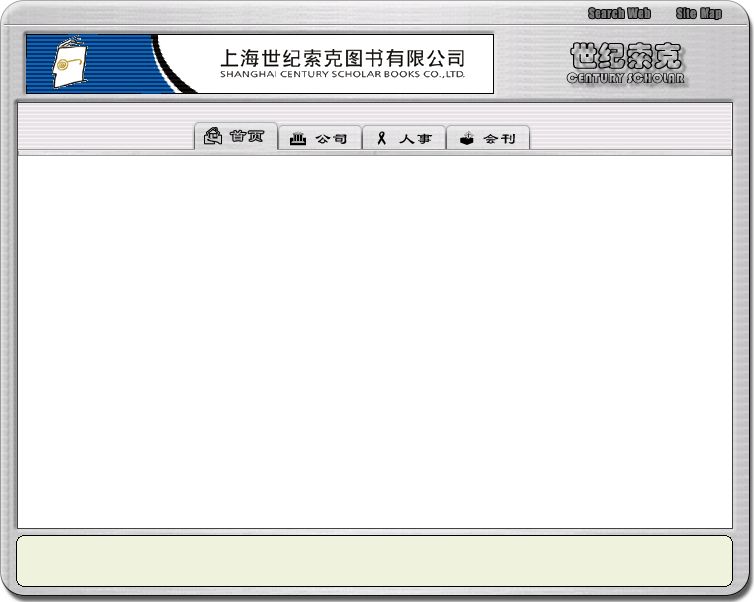 Search Web Site Map
上海世纪索克图书有限公司
SHANGHAI CENTURY SCHOLAR BOOKS CO.,LTD.
世纪索克
CENTURY SCHOLAR
首页 公司 人事 会刊